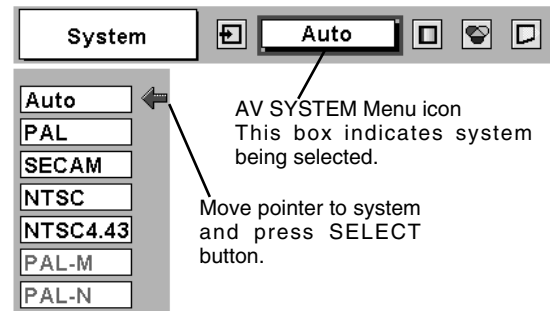 System
Auto
Auto
PAL
SECAM
NTSC
NTSC4.43
PAL-M
PAL-N
AV SYSTEM Menu icon
This box indicates system
being selected.
Move pointer to system
and press SELECT
button.